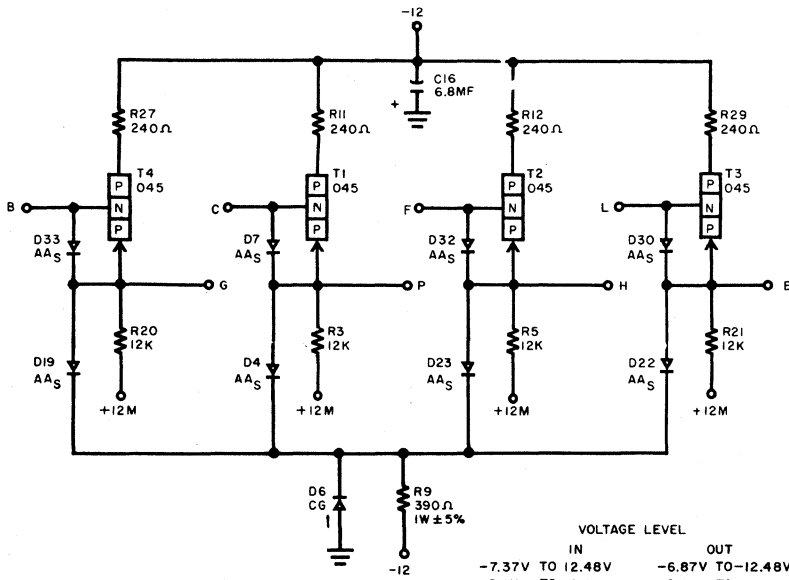 -12
C16
6.8MF
+
R27
240Ω
R11
240Ω
R12
240Ω
R29
240Ω
T4
045
T1
045
T2
045
T3
045
P
N
P
P
N
P
P
N
P
P
N
P
B
C
F
L
D33
AAS
D7
AAS
D32
AAS
D30
AAS
G
P
H
E
R20
12K
R3
12K
R5
12K
R21
12K
D19
AAS
D4
AAS
D23
AAS
D22
AAS
+12M
+12M
+12M
+12M
D6
CG
1
R9
390Ω
1W±5%
-12
VOLTAGE LEVEL
IN OUT
-7.37V TO 12.48V -6.87V TO-12.48V